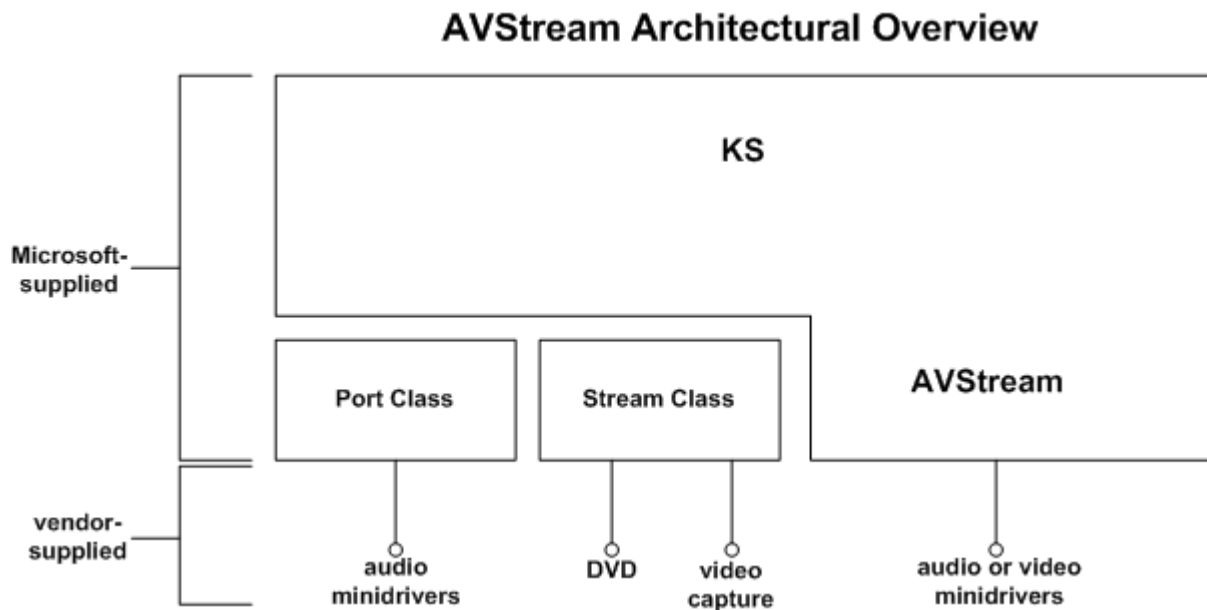 AVStream Architectural Overview
KS
Microsoft-
supplied
Port Class
Stream Class
AVStream
vendor-
supplied
audio
minidrivers
DVD
video
capture
audio or video
minidrivers